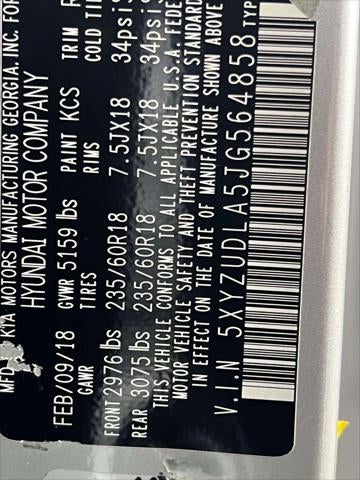 MFD KIA MOTORS MANUFACTURING GEORGIA, INC. FOR
HYUNDAI MOTOR COMPANY
FEB/09/18 GVWR 5159 lbs PAINT KCS TRIM
GAWR TIRES RIMS COLD TI
FRONT 2976 lbs 235/60R18 7.5JX18 34psi
REAR 3075 lbs 235/60R18 7.5JX18 34psi
THIS VEHICLE CONFORMS TO ALL APPLICABLE U.S.A. FEDE
MOTOR VEHICLE SAFETY AND THEFT PREVENTION STANDARDS
IN EFFECT ON THE DATE OF MANUFACTURE SHOWN ABOVE
V.I.N 5XYZUDLA5JG564858 TYP